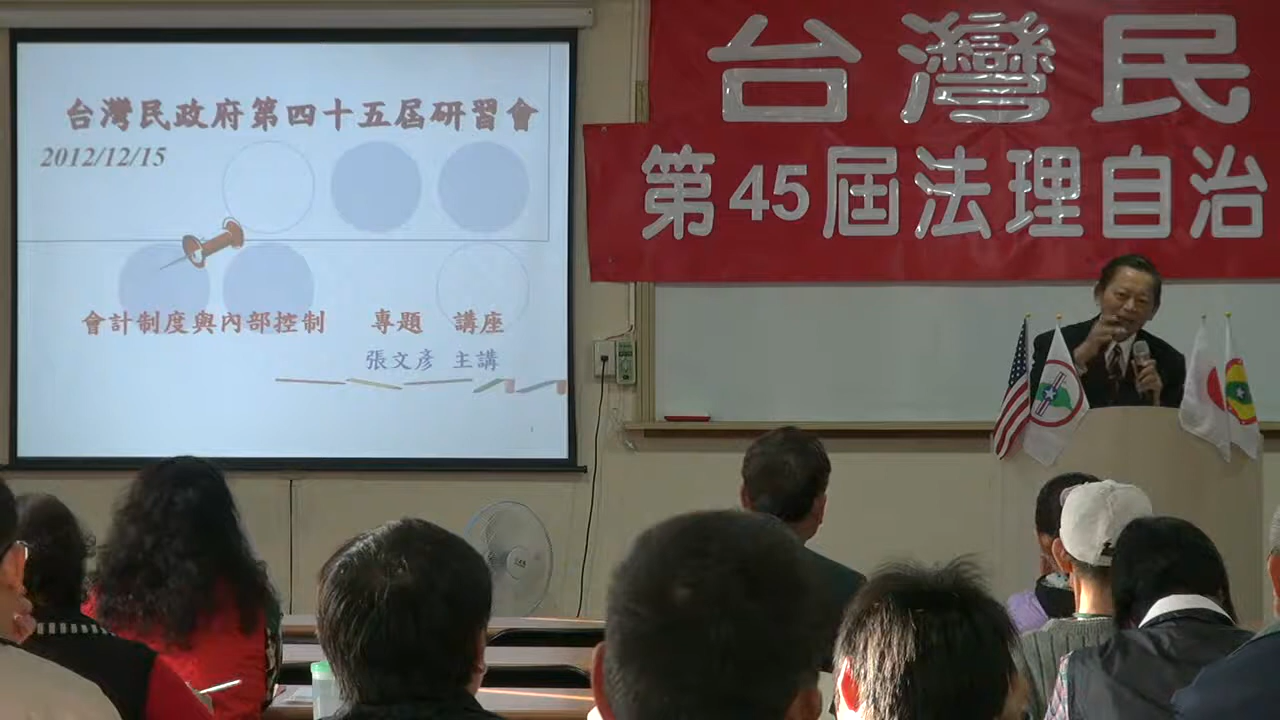 台灣民政府第四十五屆研習會
2012/12/15
會計制度與內部控制 專題 講座
張文彥 主講
台灣民
第45屆法理自治